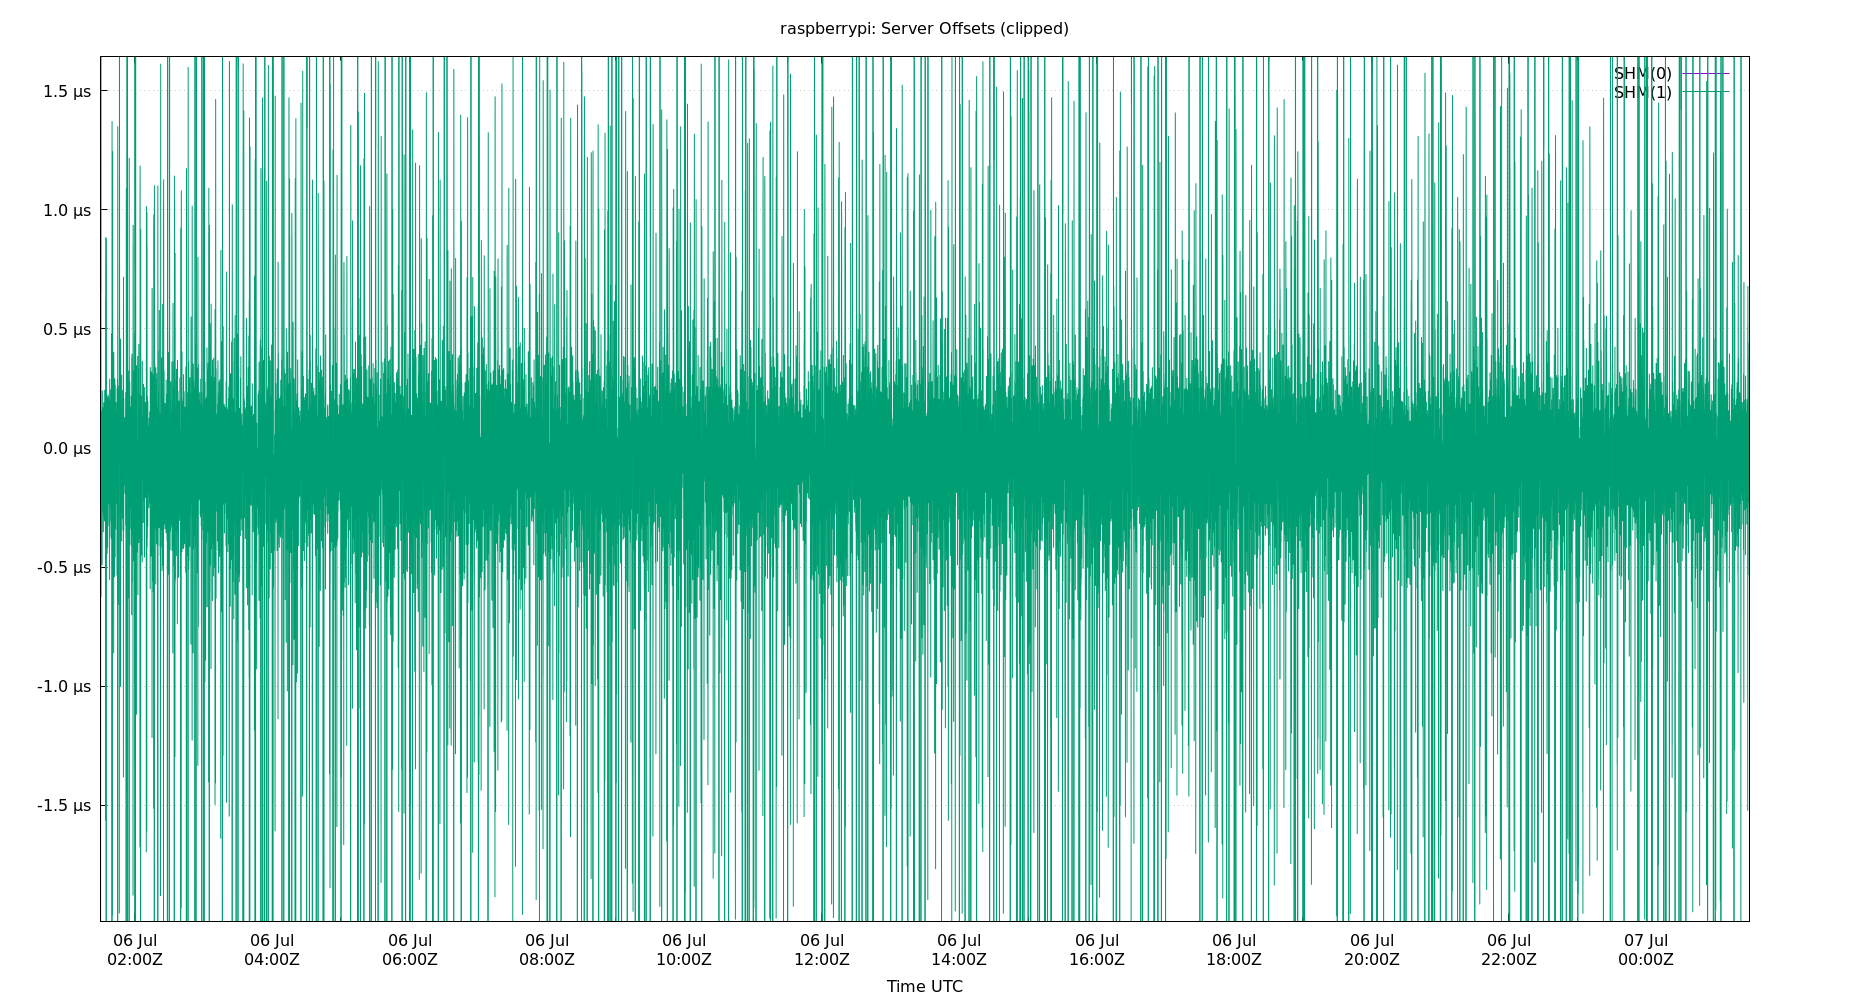 raspberrypi: Server Offsets (clipped)
SHM(0)
SHM(1)
1.5 µs
1.0 µs
0.5 µs
0.0 µs
-0.5 µs
-1.0 µs
-1.5 µs
06 Jul 06 Jul 06 Jul 06 Jul 06 Jul 06 Jul 06 Jul 06 Jul 06 Jul 06 Jul 06 Jul 07 Jul
02:00Z 04:00Z 06:00Z 08:00Z 10:00Z 12:00Z 14:00Z 16:00Z 18:00Z 20:00Z 22:00Z 00:00Z
Time UTC